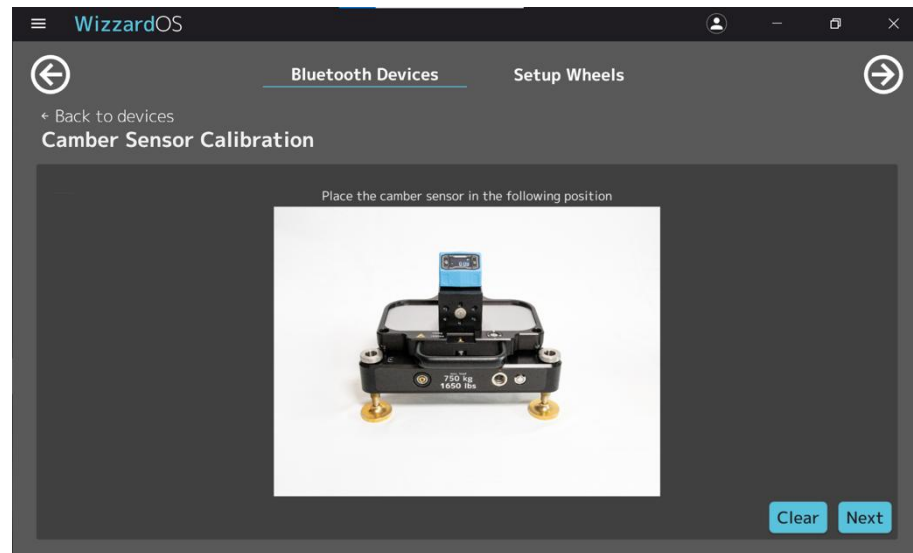 WizzardOS
Bluetooth Devices Setup Wheels
← Back to devices
Camber Sensor Calibration
Place the camber sensor in the following position
750 kg
1650 lbs
Clear Next